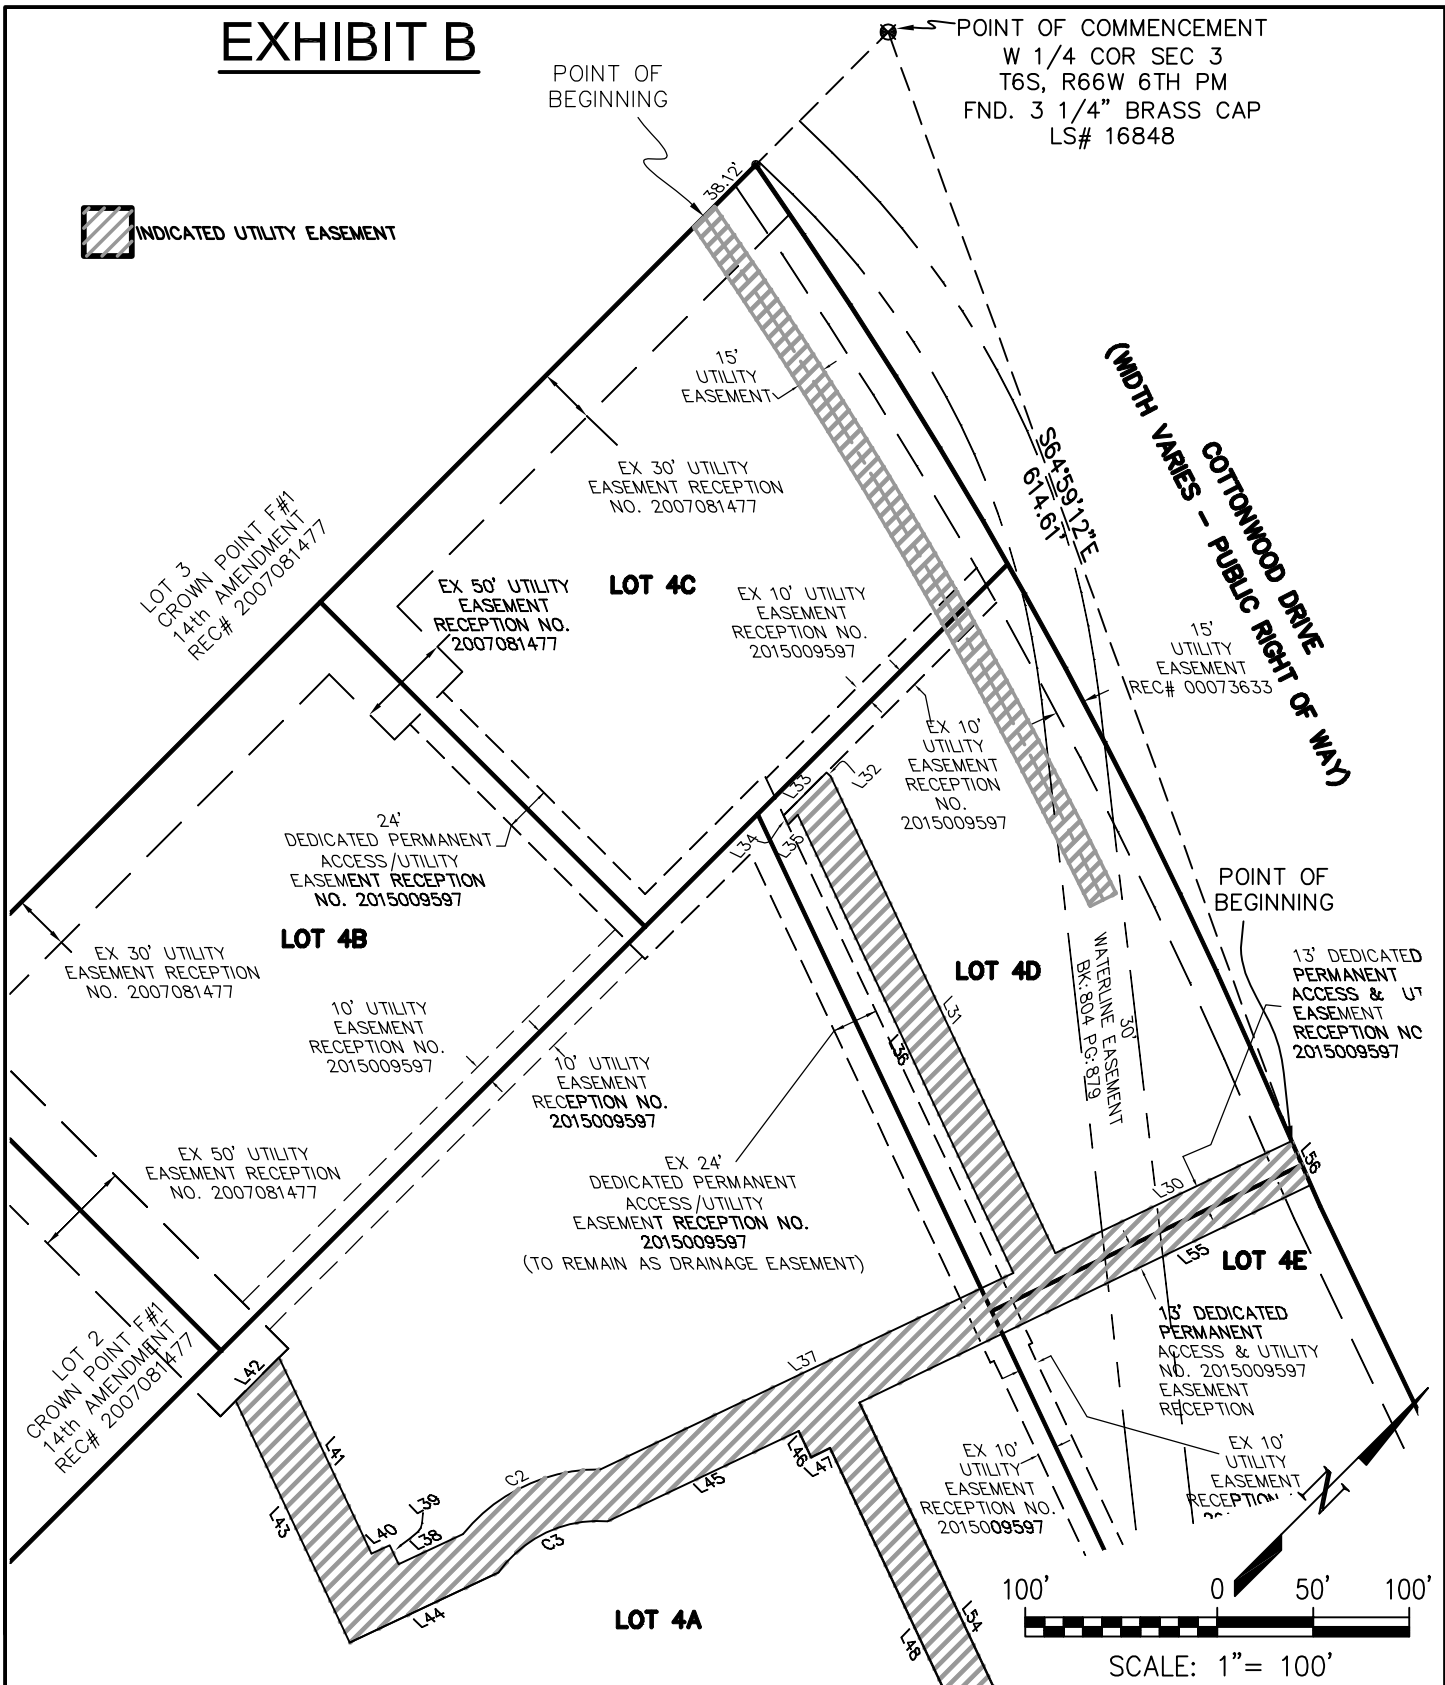 EXHIBIT B
POINT OF COMMENCEMENT
W 1/4 COR SEC 3
T6S, R66W 6TH PM
FND. 3 1/4" BRASS CAP
LS# 16848
POINT OF
BEGINNING
38.12'
INDICATED UTILITY EASEMENT
15'
UTILITY
EASEMENT
EX 30' UTILITY
EASEMENT RECEPTION
NO. 2007081477
S64°59'12"E
614.61'
COTTONWOOD DRIVE
(WIDTH VARIES - PUBLIC RIGHT OF WAY)
LOT 3
CROWN POINT F#1
14th AMENDMENT
REC# 2007081477
EX 50' UTILITY
EASEMENT
RECEPTION NO.
2007081477
LOT 4C
EX 10' UTILITY
EASEMENT
RECEPTION NO.
2015009597
15'
UTILITY
EASEMENT
REC# 00073633
EX 10'
UTILITY
EASEMENT
RECEPTION
NO.
2015009597
L32
L33
L34
L35
24'
DEDICATED PERMANENT
ACCESS/UTILITY
EASEMENT RECEPTION
NO. 2015009597
LOT 4B
EX 30' UTILITY
EASEMENT RECEPTION
NO. 2007081477
POINT OF
BEGINNING
LOT 4D
30'
WATERLINE EASEMENT
BK:804 PG:879
13' DEDICATED
PERMANENT
ACCESS & UT
EASEMENT
RECEPTION NO
2015009597
10' UTILITY
EASEMENT
RECEPTION NO.
2015009597
10' UTILITY
EASEMENT
RECEPTION NO.
2015009597
L31
L36
EX 50' UTILITY
EASEMENT RECEPTION
NO. 2007081477
EX 24'
DEDICATED PERMANENT
ACCESS/UTILITY
EASEMENT RECEPTION NO.
2015009597
(TO REMAIN AS DRAINAGE EASEMENT)
L30
L56
L55
LOT 4E
13' DEDICATED
PERMANENT
ACCESS & UTILITY
NO. 2015009597
EASEMENT
RECEPTION
LOT 2
CROWN POINT F#1
14th AMENDMENT
REC# 2007081477
L42
L37
L41
L43
C2
L39
L40
L38
C3
L45
L46
L47
L44
EX 10'
UTILITY
EASEMENT
RECEPTION NO.
2015009597
EX 10'
UTILITY
EASEMENT
RECEPTION
LOT 4A
L54
L48
100' 0 50' 100'
SCALE: 1"= 100'